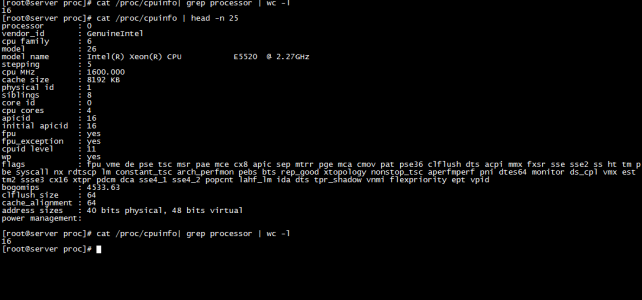 [root@server proc]# cat /proc/cpuinfo| grep processor | wc -l
16
[root@server proc]# cat /proc/cpuinfo | head -n 25
processor : 0
vendor_id : GenuineIntel
cpu family : 6
model : 26
model name : Intel(R) Xeon(R) CPU E5520 @ 2.27GHz
stepping : 5
cpu MHz : 1600.000
cache size : 8192 KB
physical id : 1
siblings : 8
core id : 0
cpu cores : 4
apicid : 16
initial apicid : 16
fpu : yes
fpu_exception : yes
cpuid level : 11
wp : yes
flags : fpu vme de pse tsc msr pae mce cx8 apic sep mtrr pge mca cmov pat pse36 clflush dts acpi mmx fxsr sse sse2 ss ht tm p
be syscall nx rdtscp lm constant_tsc arch_perfmon pebs bts rep_good xtopology nonstop_tsc aperfmperf pni dtes64 monitor ds_cpl vmx est
tm2 ssse3 cx16 xtpr pdcm dca sse4_1 sse4_2 popcnt lahf_lm ida dts tpr_shadow vnmi flexpriority ept vpid
bogomips : 4533.63
clflush size : 64
cache_alignment : 64
address sizes : 40 bits physical, 48 bits virtual
power management:
[root@server proc]# cat /proc/cpuinfo| grep processor | wc -l
16
[root@server proc]#